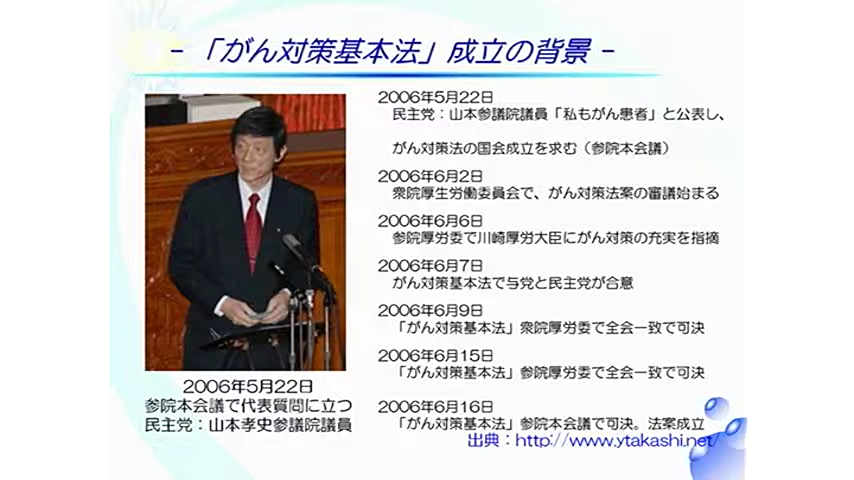 - 「がん対策基本法」成立の背景 -
2006年5月22日
民主党：山本参議院議員「私もがん患者」と公表し、
がん対策法の国会成立を求む（参院本会議）
2006年6月2日
衆院厚生労働委員会で、がん対策法案の審議始まる
2006年6月6日
参院厚労委で川崎厚労大臣にがん対策の充実を指摘
2006年6月7日
がん対策基本法で与党と民主党が合意
2006年6月9日
「がん対策基本法」衆院厚労委で全会一致で可決
2006年6月15日
「がん対策基本法」参院厚労委で全会一致で可決
2006年6月16日
「がん対策基本法」参院本会議で可決。法案成立
出典：http://www.ytakashi.net/
2006年5月22日
参院本会議で代表質問に立つ
民主党：山本孝史参議院議員